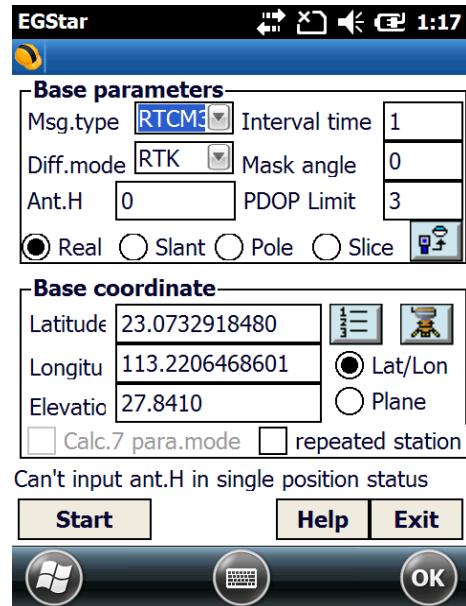 EGStar 1:17
Base parameters
Msg.type RTCM3 Interval time 1
Diff.mode RTK Mask angle 0
Ant.H 0 PDOP Limit 3
Real Slant Pole Slice
Base coordinate
Latitude 23.0732918480
Longitu 113.2206468601 Lat/Lon
Elevatio 27.8410 Plane
Calc.7 para.mode repeated station
Can't input ant.H in single position status
Start Help Exit
OK